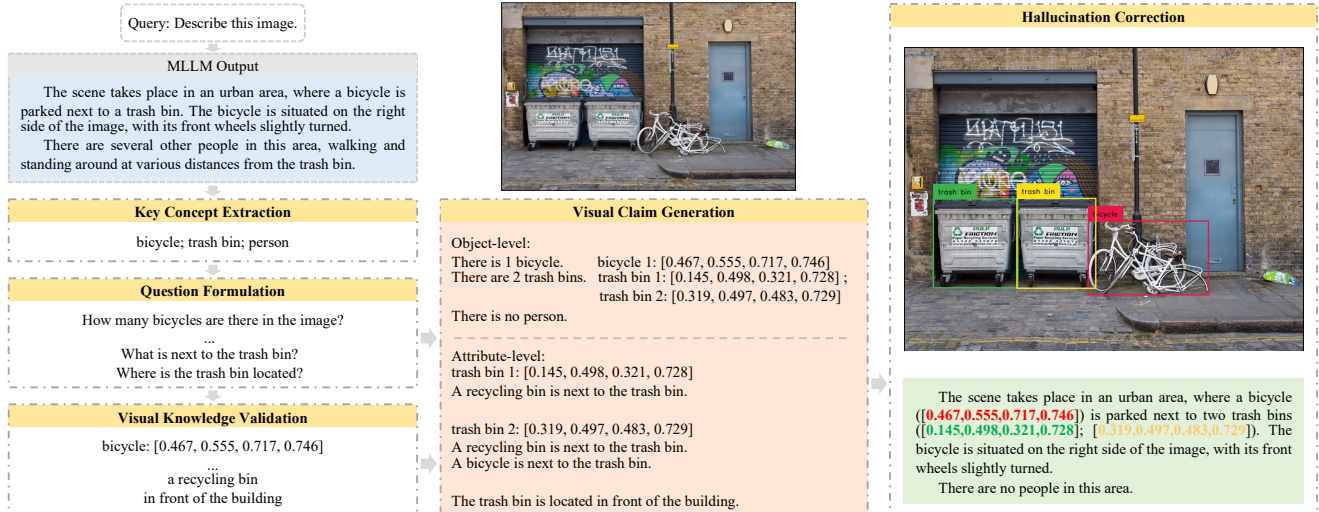 Query: Describe this image.
MLLM Output
The scene takes place in an urban area, where a bicycle is
parked next to a trash bin. The bicycle is situated on the right
side of the image, with its front wheels slightly turned.
There are several other people in this area, walking and
standing around at various distances from the trash bin.
Key Concept Extraction
bicycle; trash bin; person
Question Formulation
How many bicycles are there in the image?
...
What is next to the trash bin?
Where is the trash bin located?
Visual Knowledge Validation
bicycle: [0.467, 0.555, 0.717, 0.746]
...
a recycling bin
in front of the building
PULP
FRICTION
PULP
FRICTION
Visual Claim Generation
Object-level:
There is 1 bicycle. bicycle 1: [0.467, 0.555, 0.717, 0.746]
There are 2 trash bins. trash bin 1: [0.145, 0.498, 0.321, 0.728] ;
trash bin 2: [0.319, 0.497, 0.483, 0.729]
There is no person.
Attribute-level:
trash bin 1: [0.145, 0.498, 0.321, 0.728]
A recycling bin is next to the trash bin.
trash bin 2: [0.319, 0.497, 0.483, 0.729]
A recycling bin is next to the trash bin.
A bicycle is next to the trash bin.
The trash bin is located in front of the building.
Hallucination Correction
trash bin
trash bin
bicycle
PULP
FRICTION
Paper Recycling Services
PULP
FRICTION
Paper Recycling Services
The scene takes place in an urban area, where a bicycle
([0.467,0.555,0.717,0.746]) is parked next to two trash bins
([0.145,0.498,0.321,0.728]; [0.319,0.497,0.483,0.729]). The
bicycle is situated on the right side of the image, with its front
wheels slightly turned.
There are no people in this area.